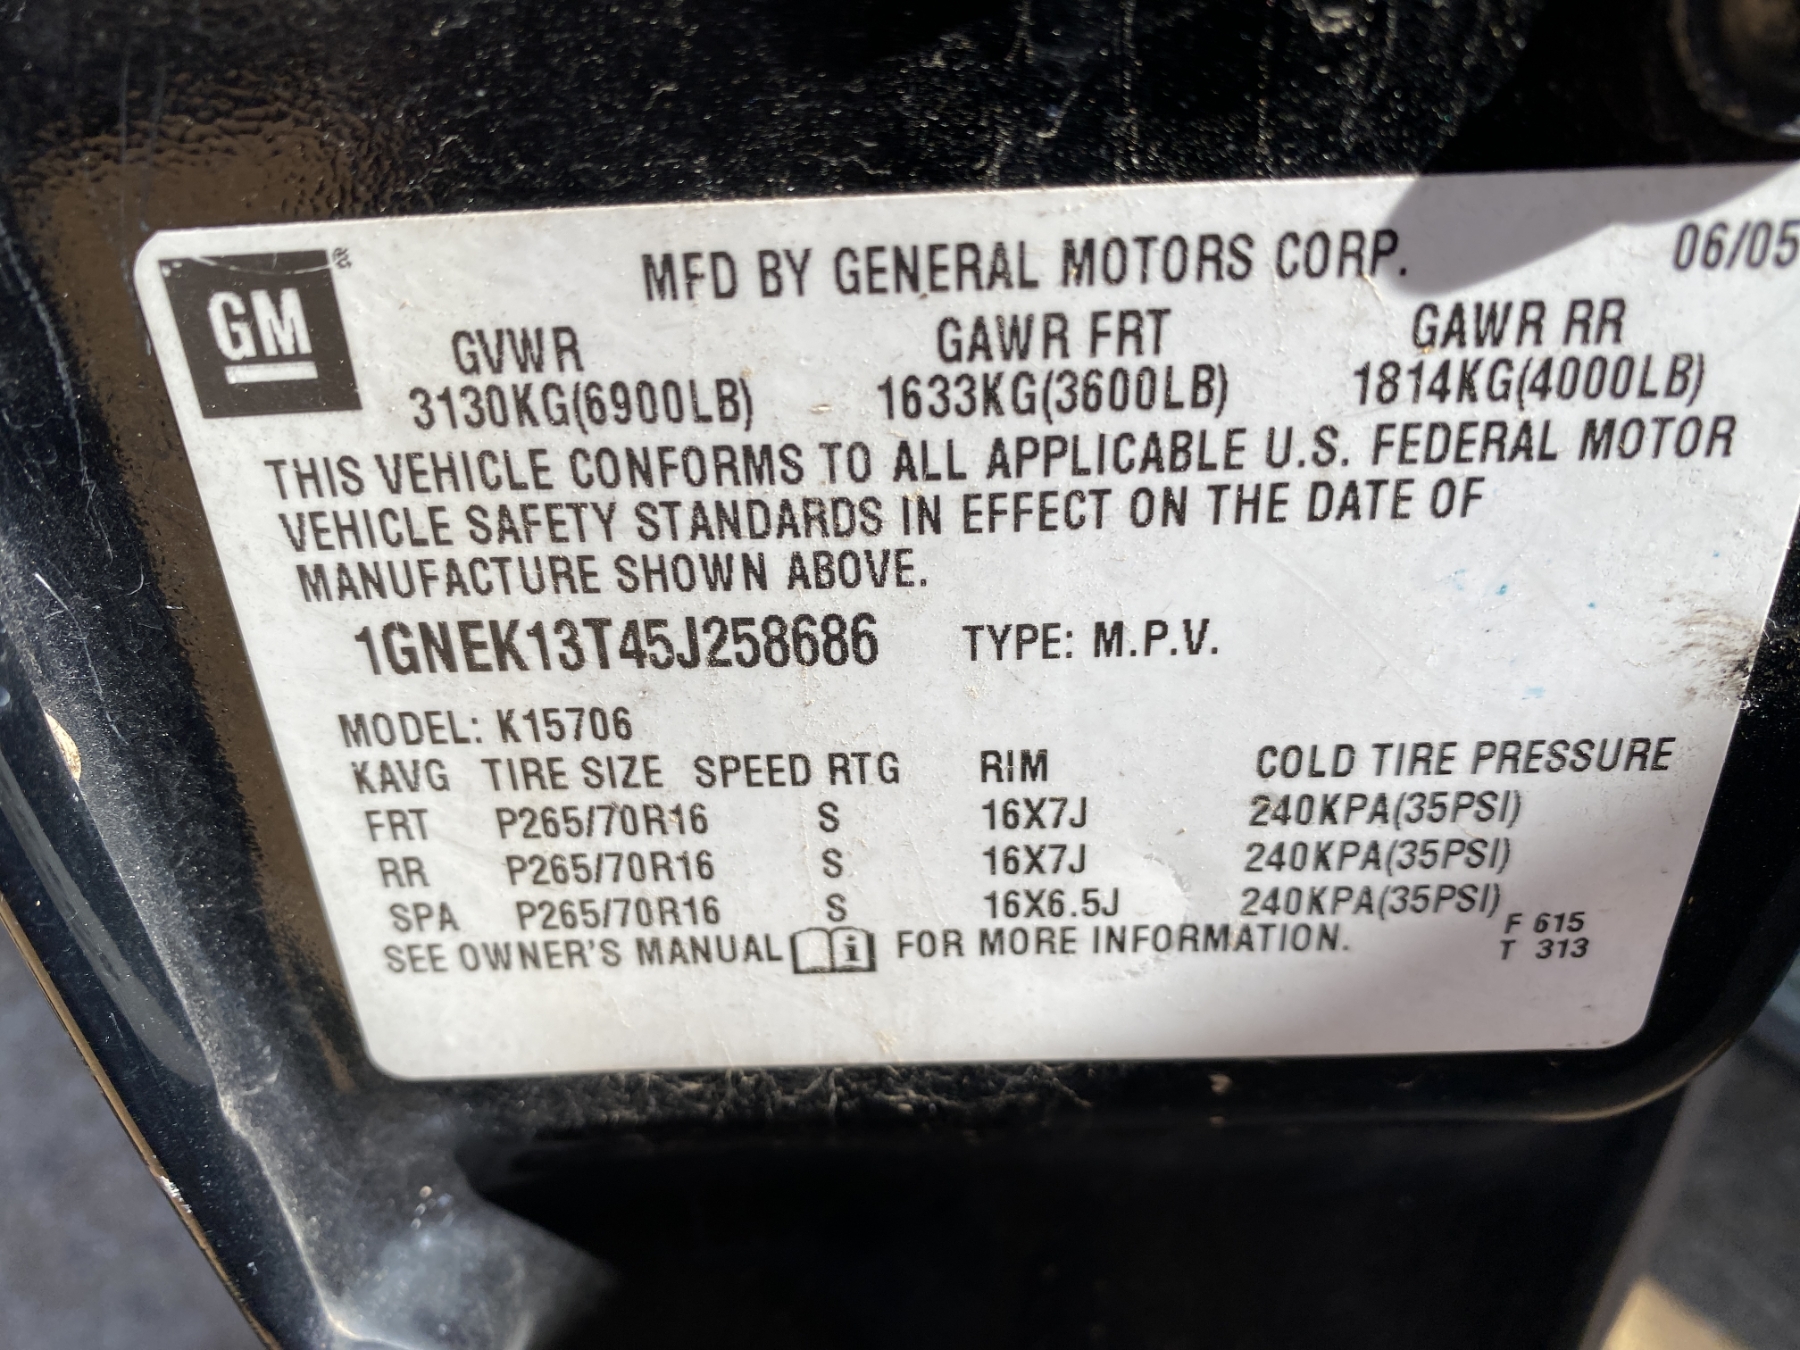 GM
MFD BY GENERAL MOTORS CORP. 06/05
GVWR GAWR FRT GAWR RR
3130KG(6900LB) 1633KG(3600LB) 1814KG(4000LB)
THIS VEHICLE CONFORMS TO ALL APPLICABLE U.S. FEDERAL MOTOR
VEHICLE SAFETY STANDARDS IN EFFECT ON THE DATE OF
MANUFACTURE SHOWN ABOVE.
1GNEK13T45J258686 TYPE: M.P.V.
MODEL: K15706
KAVG TIRE SIZE SPEED RTG RIM COLD TIRE PRESSURE
FRT P265/70R16 S 16X7J 240KPA(35PSI)
RR P265/70R16 S 16X7J 240KPA(35PSI)
SPA P265/70R16 S 16X6.5J 240KPA(35PSI)
SEE OWNER'S MANUAL i FOR MORE INFORMATION.
F 615
T 313